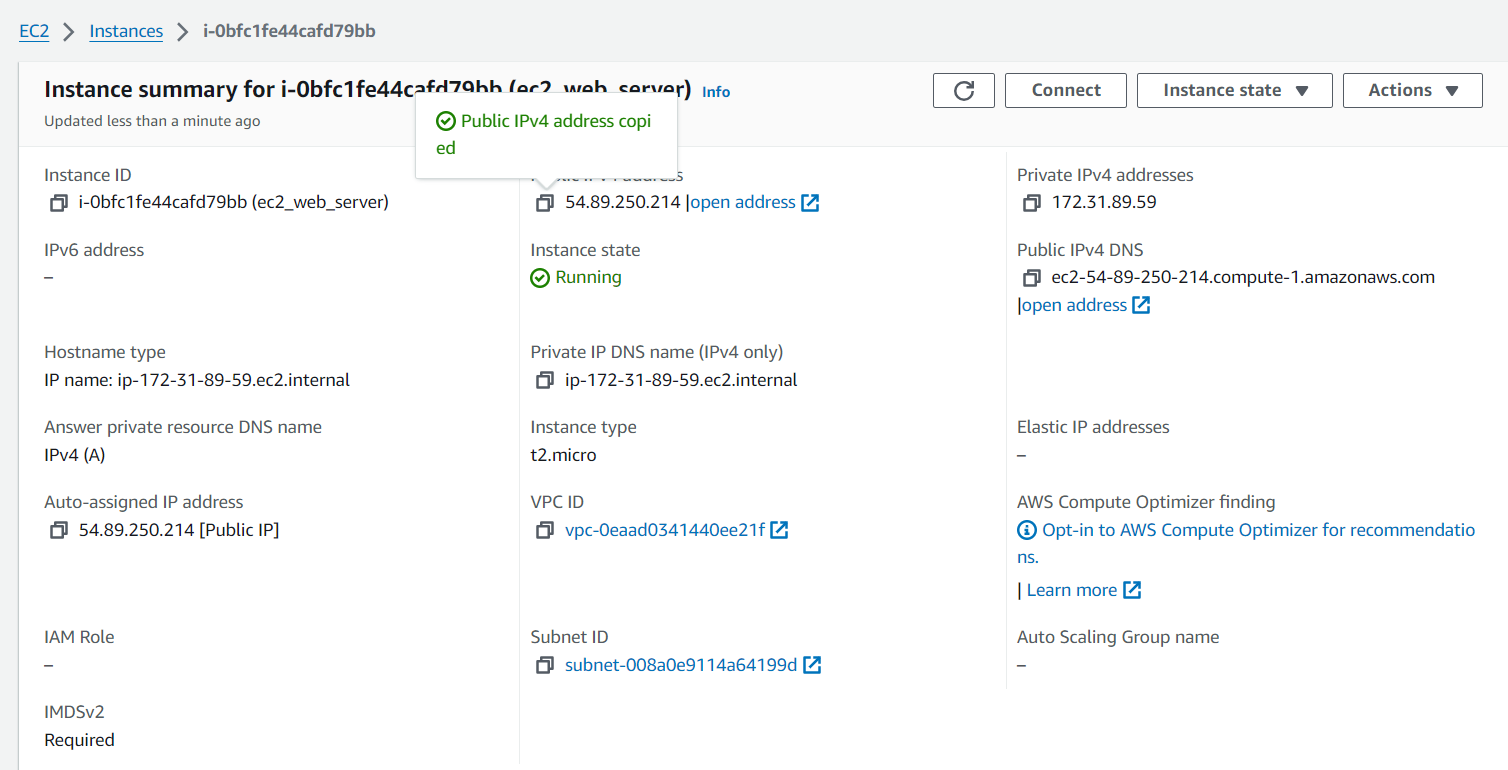 EC2 > Instances > i-0bfc1fe44cafd79bb
Instance summary for i-0bfc1fe44cafd79bb (ec2_web_server) Info
Updated less than a minute ago
Connect
Instance state
Actions
Public IPv4 address copi
ed
Instance ID
i-0bfc1fe44cafd79bb (ec2_web_server)
Public IPv4 address
54.89.250.214 |open address
Private IPv4 addresses
172.31.89.59
IPv6 address
–
Instance state
Running
Public IPv4 DNS
ec2-54-89-250-214.compute-1.amazonaws.com
|open address
Hostname type
IP name: ip-172-31-89-59.ec2.internal
Private IP DNS name (IPv4 only)
ip-172-31-89-59.ec2.internal
Answer private resource DNS name
IPv4 (A)
Instance type
t2.micro
Elastic IP addresses
–
Auto-assigned IP address
54.89.250.214 [Public IP]
VPC ID
vpc-0eaad0341440ee21f
AWS Compute Optimizer finding
Opt-in to AWS Compute Optimizer for recommendatio
ns.
| Learn more
IAM Role
–
Subnet ID
subnet-008a0e9114a64199d
Auto Scaling Group name
–
IMDSv2
Required